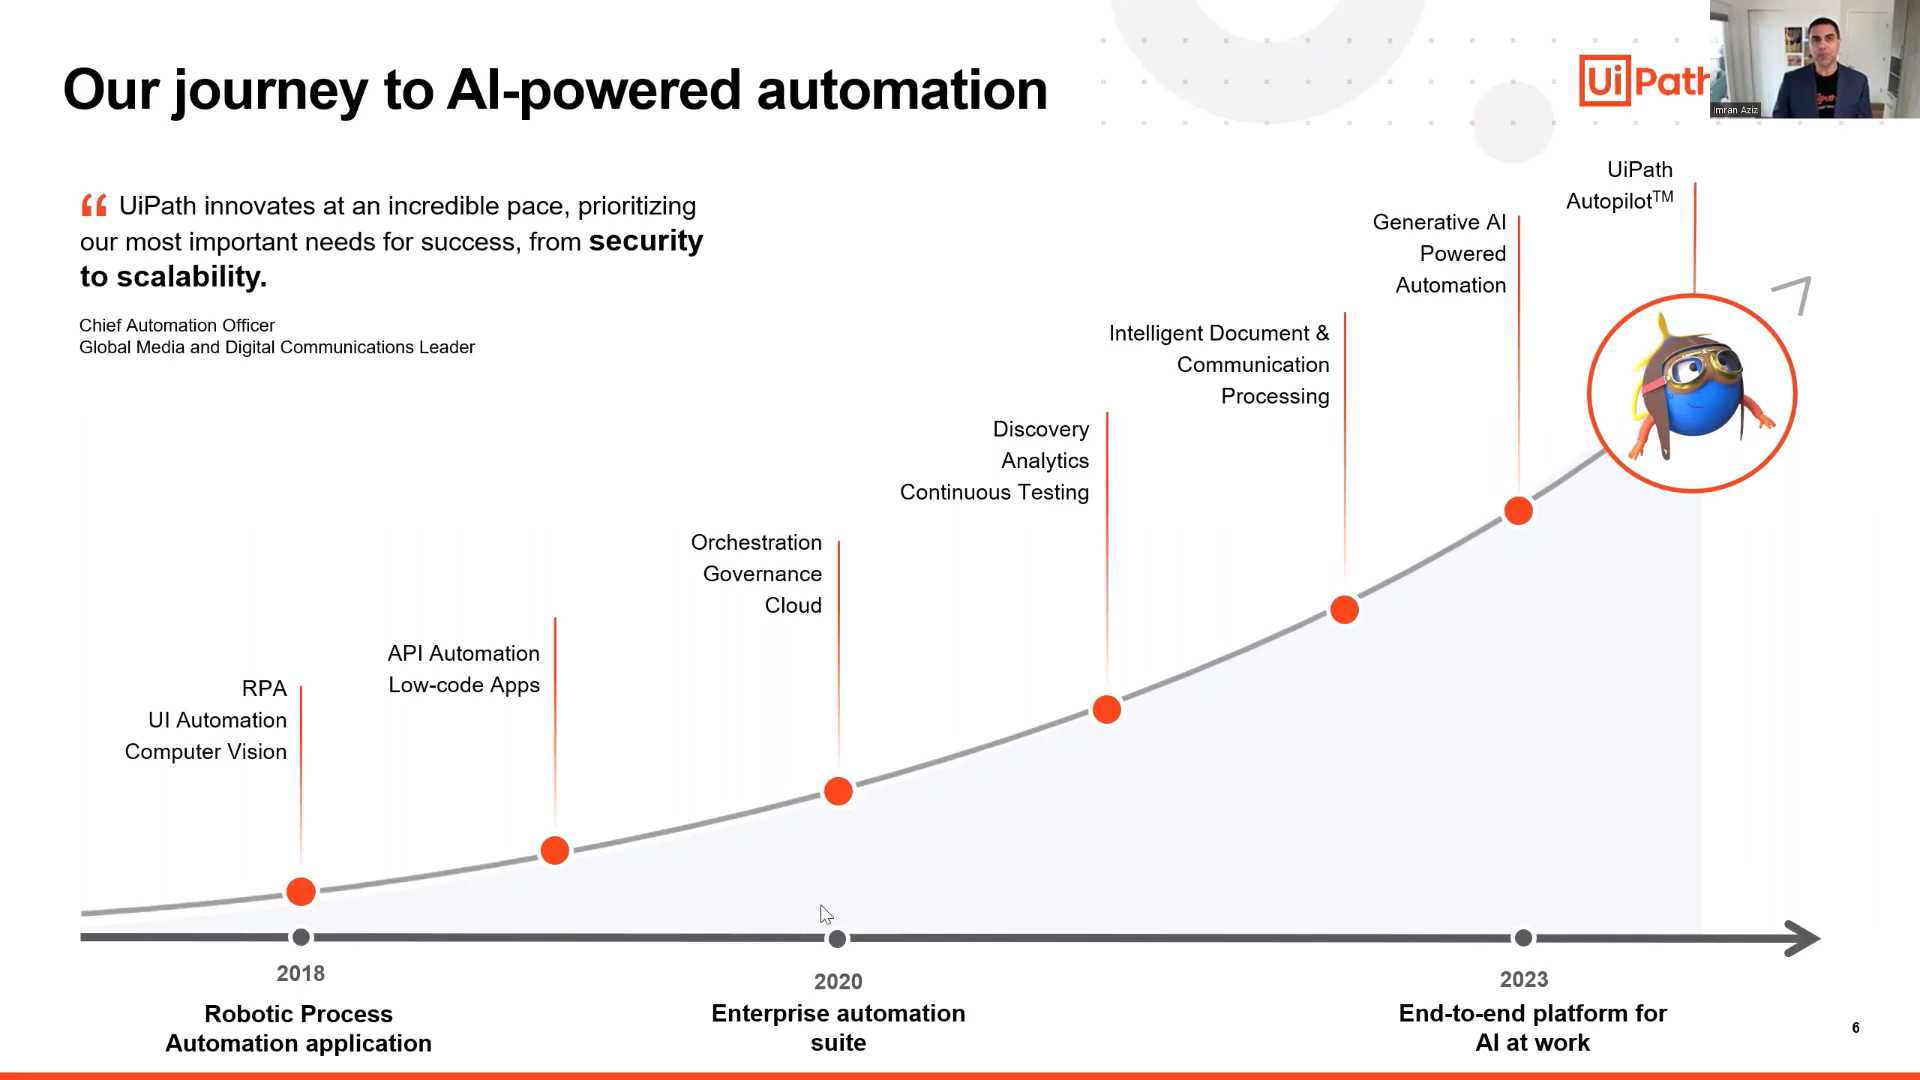 Our journey to AI-powered automation
UiPath
Imran Aziz
“ UiPath innovates at an incredible pace, prioritizing
our most important needs for success, from security
to scalability.
Chief Automation Officer
Global Media and Digital Communications Leader
RPA
UI Automation
Computer Vision
API Automation
Low-code Apps
Orchestration
Governance
Cloud
Discovery
Analytics
Continuous Testing
Intelligent Document &
Communication
Processing
Generative AI
Powered
Automation
UiPath
Autopilot™
2018
Robotic Process
Automation application
2020
Enterprise automation
suite
2023
End-to-end platform for
AI at work
6